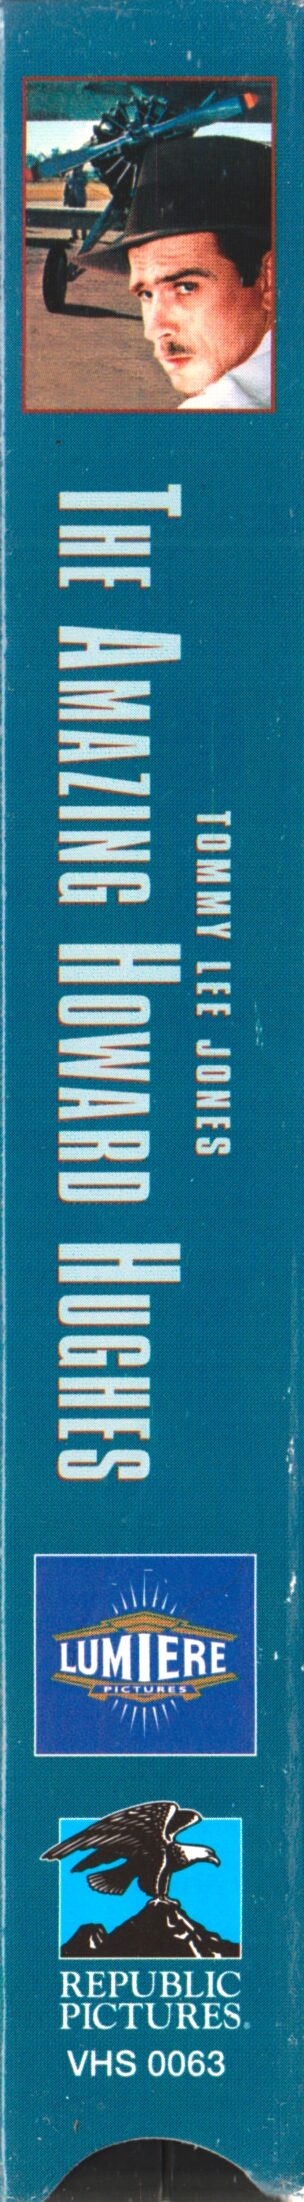 TOMMY LEE JONES
THE AMAZING HOWARD HUGHES
LUMIERE
PICTURES
REPUBLIC
PICTURES®
VHS 0063